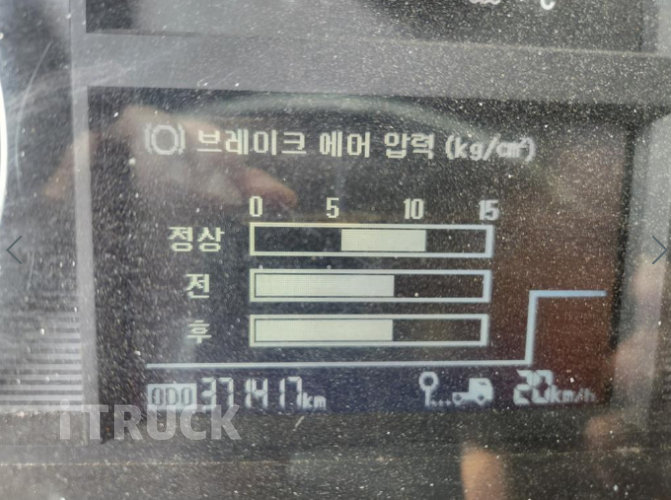 브레이크 에어 압력 (kg/cm²)
0 5 10 15
정상
전
후
ODO 371417km
20km/h
iTRUCK